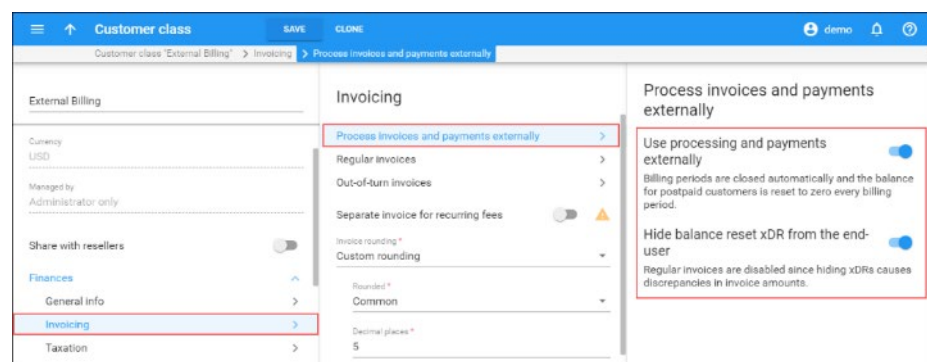 Customer class SAVE CLONE demo
Customer class "External Billing" > Invoicing > Process invoices and payments externally
External Billing
Currency
USD
Managed by
Administrator only
Share with resellers
Finances
General info
Invoicing
Taxation
Invoicing
Process invoices and payments externally
Regular invoices
Out-of-turn invoices
Separate invoice for recurring fees
Invoice rounding *
Custom rounding
Rounded *
Common
Decimal places *
5
Process invoices and payments
externally
Use processing and payments
externally
Billing periods are closed automatically and the balance
for postpaid customers is reset to zero every billing
period.
Hide balance reset xDR from the end-
user
Regular invoices are disabled since hiding xDRs causes
discrepancies in invoice amounts.